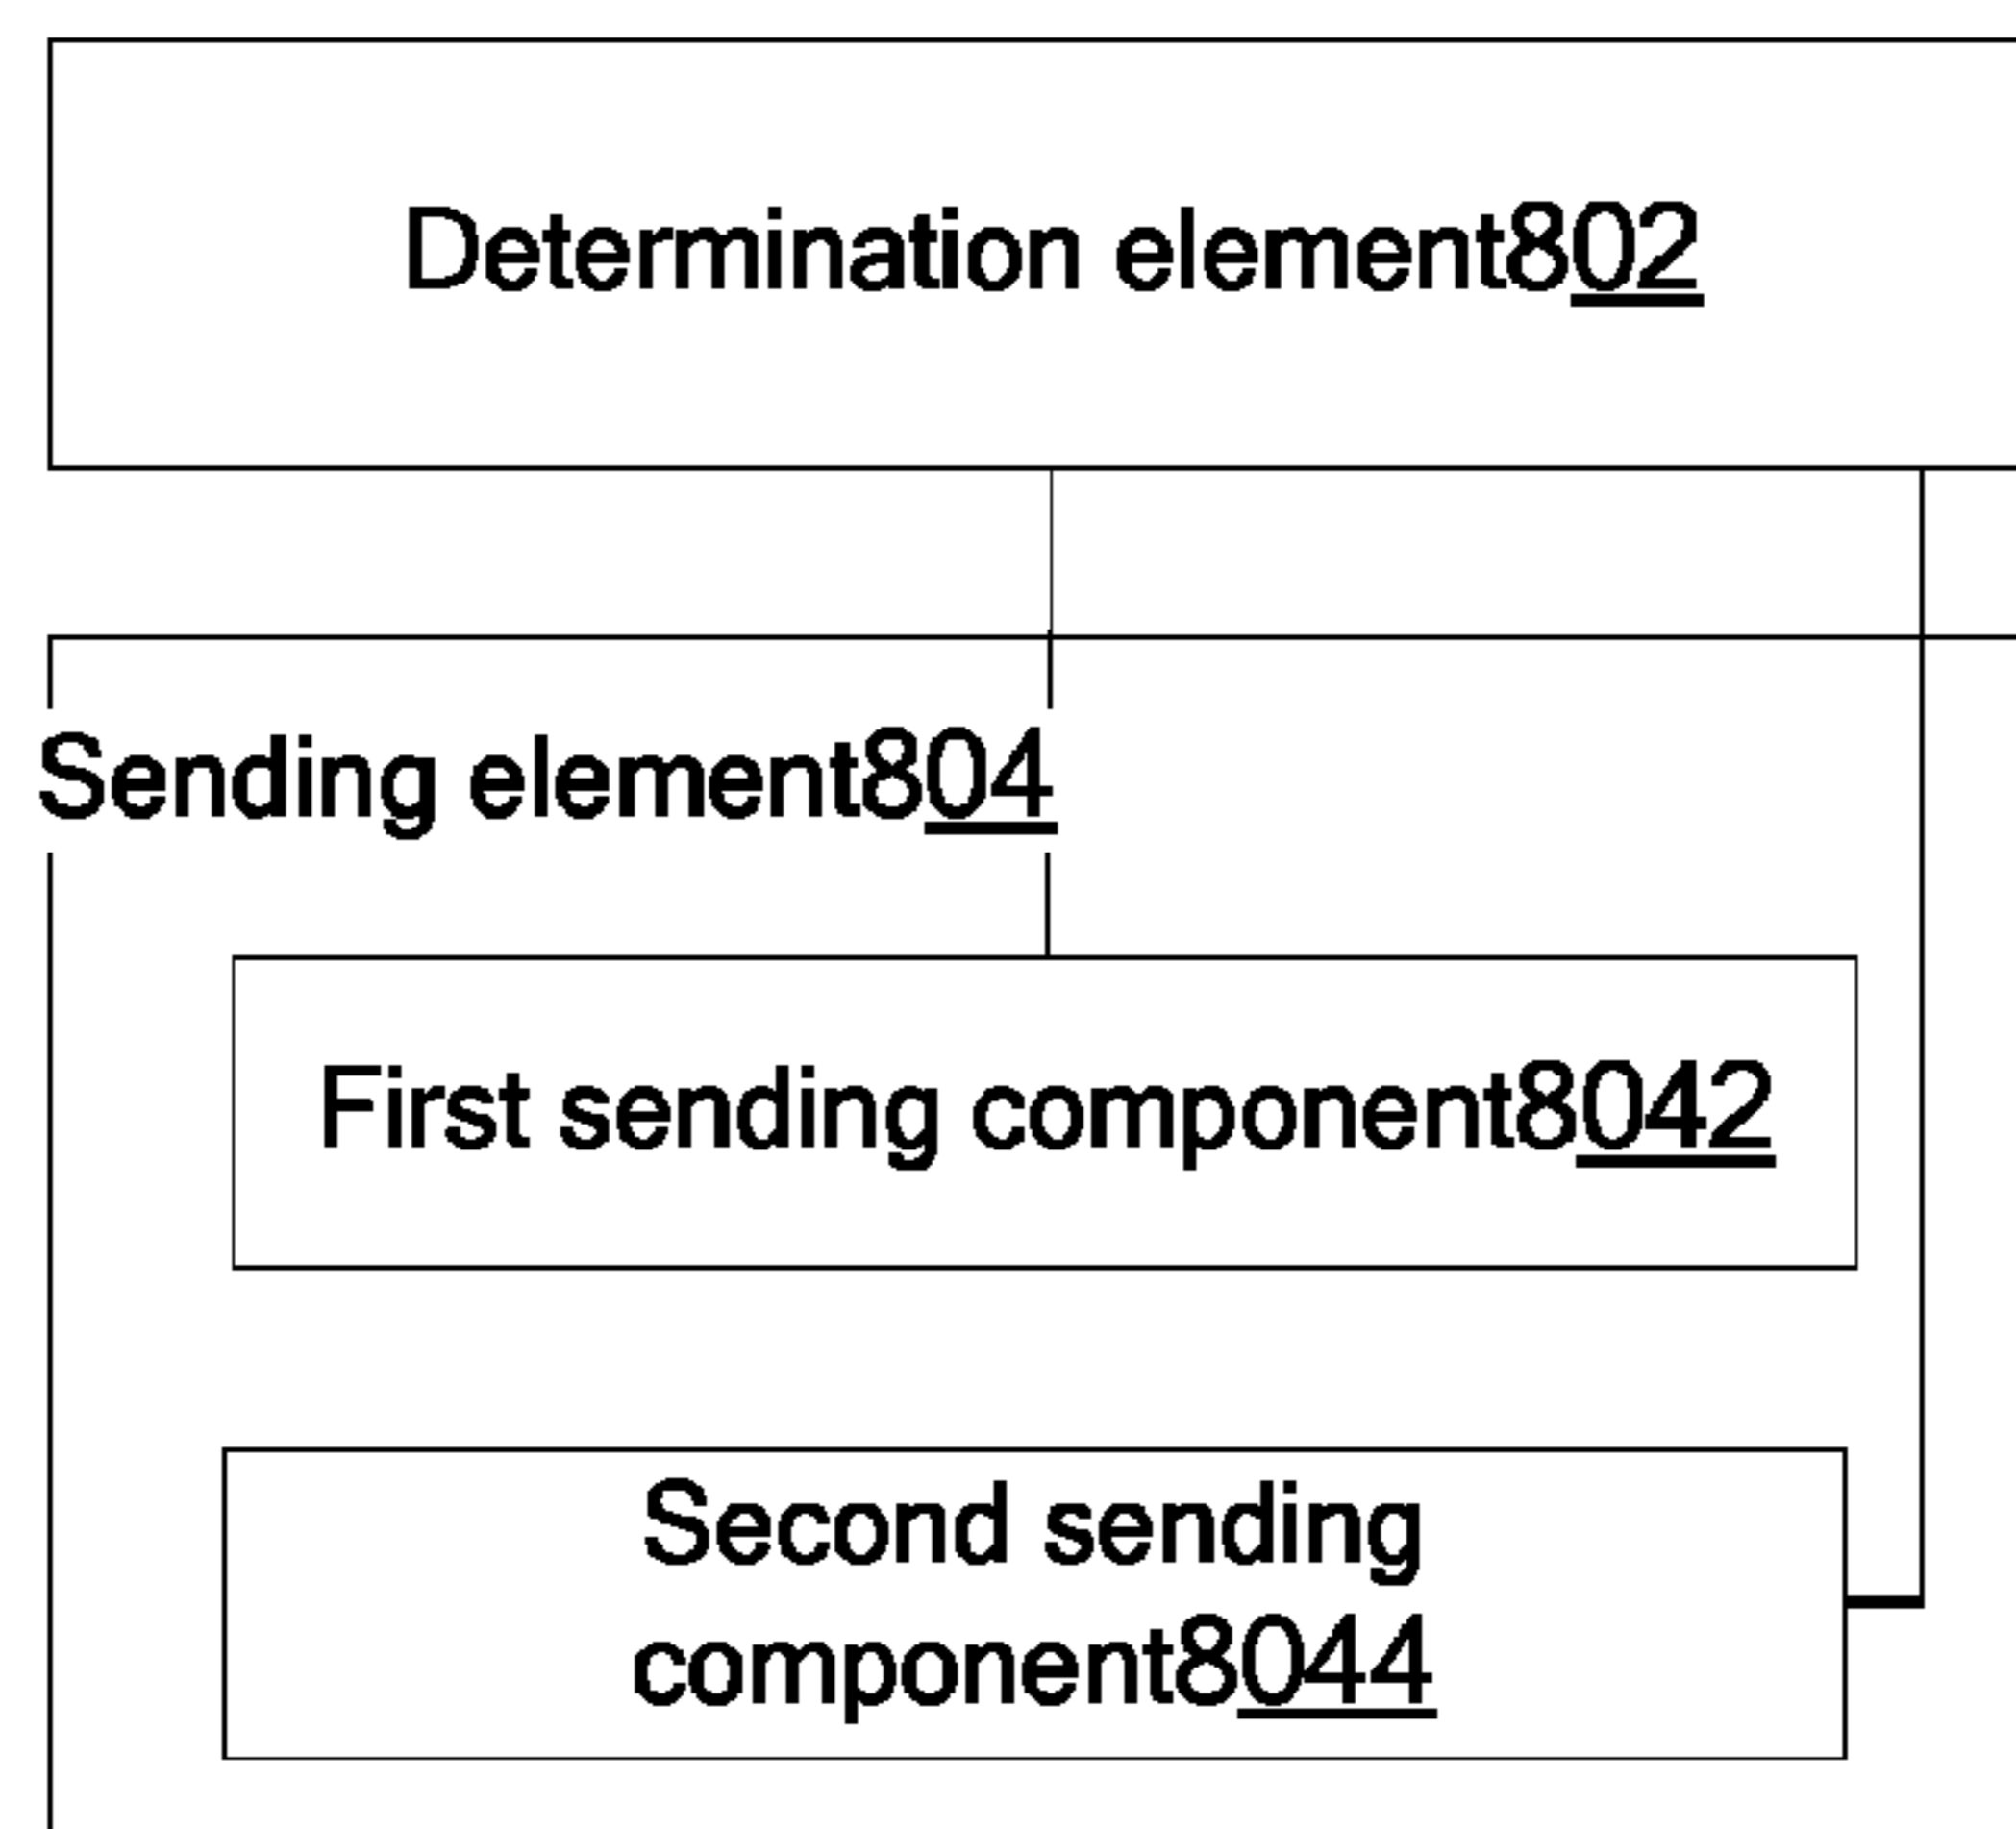 Determination element802
Sending element804
First sending component8042
Second sending
component8044